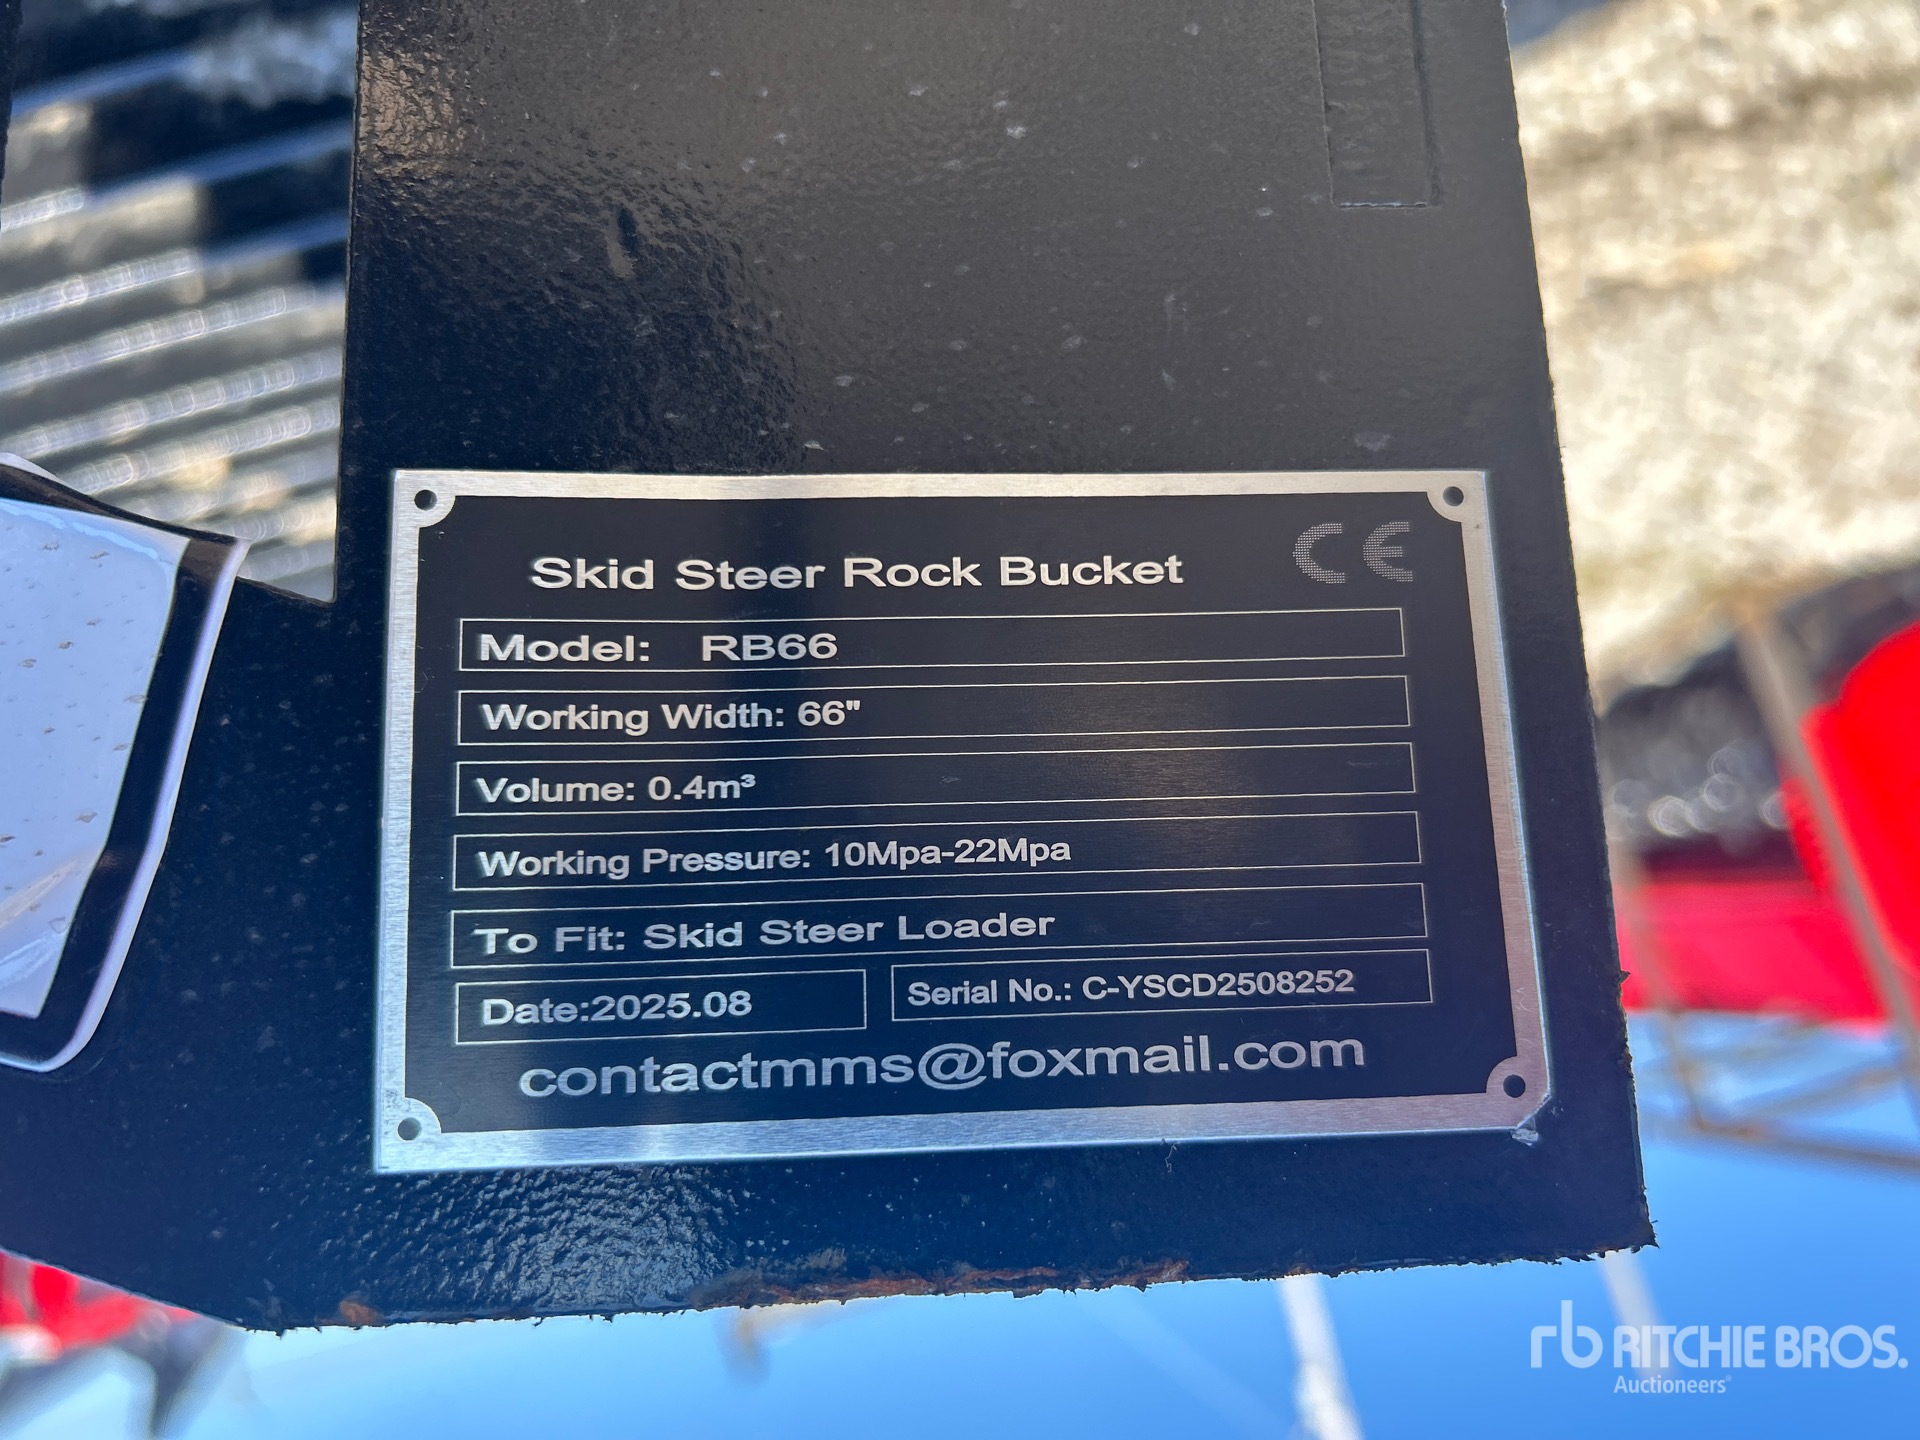 Skid Steer Rock Bucket CE
Model: RB66
Working Width: 66"
Volume: 0.4m³
Working Pressure: 10Mpa-22Mpa
To Fit: Skid Steer Loader
Date:2025.08 Serial No.: C-YSCD2508252
contactmms@foxmail.com
rb RITCHIE BROS.
Auctioneers